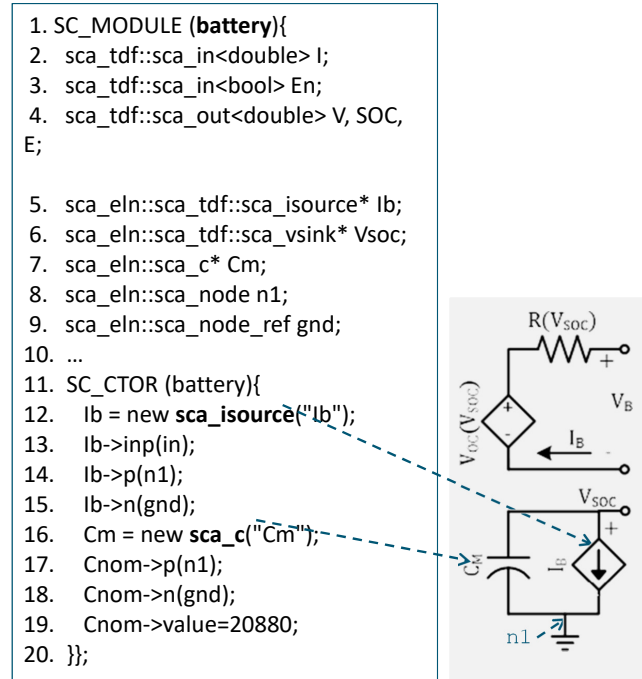 1. SC_MODULE (battery){
2. sca_tdf::sca_in<double> I;
3. sca_tdf::sca_in<bool> En;
4. sca_tdf::sca_out<double> V, SOC,
E;
5. sca_eln::sca_tdf::sca_isource* Ib;
6. sca_eln::sca_tdf::sca_vsink* Vsoc;
7. sca_eln::sca_c* Cm;
8. sca_eln::sca_node n1;
9. sca_eln::sca_node_ref gnd;
10. …
11. SC_CTOR (battery){
12. Ib = new sca_isource("Ib");
13. Ib->inp(in);
14. Ib->p(n1);
15. Ib->n(gnd);
16. Cm = new sca_c("Cm");
17. Cnom->p(n1);
18. Cnom->n(gnd);
19. Cnom->value=20880;
20. }};
R(VSOC)
+
VB
VOC(VSOC)
+
-
IB
-
VSOC
+
CM
IB
n1